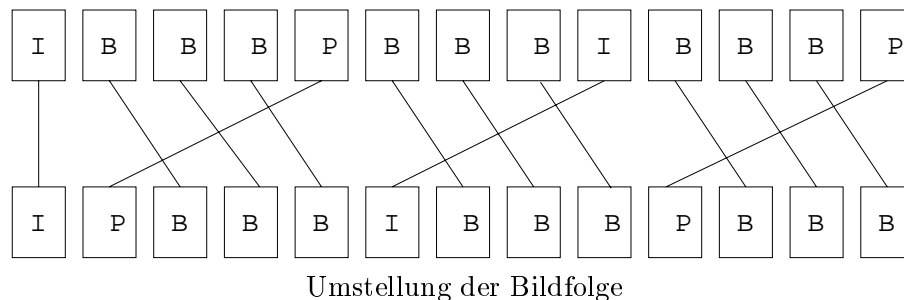 I B B B P B B B I B B B P
I P B B B I B B B P B B B
Umstellung der Bildfolge